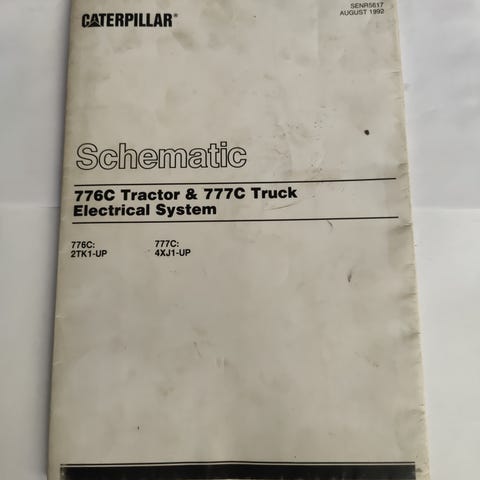 CATERPILLAR®
SENR5617
AUGUST 1992
Schematic
776C Tractor & 777C Truck
Electrical System
776C: 777C:
2TK1-UP 4XJ1-UP